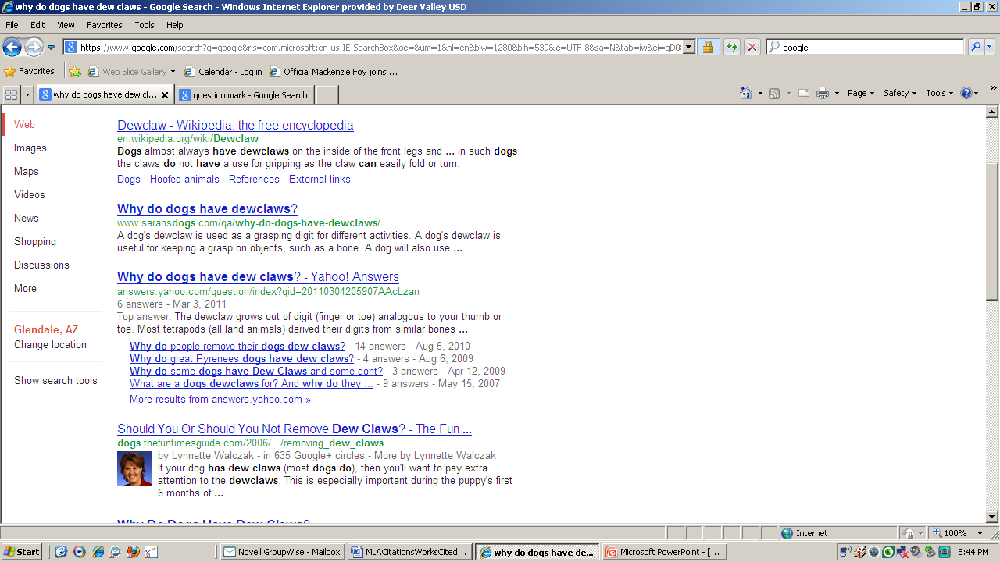 why do dogs have dew claws - Google Search - Windows Internet Explorer provided by Deer Valley USD
File Edit View Favorites Tools Help
https://www.google.com/search?q=google&rls=com.microsoft:en-us:IE-SearchBox&oe=&um=1&hl=en&biw=1280&bih=539&ie=UTF-8&sa=N&tab=iw&ei=gD0 google
Favorites Web Slice Gallery Calendar - Log in Official Mackenzie Foy joins ...
why do dogs have dew cl... question mark - Google Search Page Safety Tools
Web
Images
Maps
Videos
News
Shopping
Discussions
More
Glendale, AZ
Change location
Show search tools
Dewclaw - Wikipedia, the free encyclopedia
en.wikipedia.org/wiki/Dewclaw
Dogs almost always have dewclaws on the inside of the front legs and ... in such dogs
the claws do not have a use for gripping as the claw can easily fold or turn.
Dogs - Hoofed animals - References - External links
Why do dogs have dewclaws?
www.sarahsdogs.com/qa/why-do-dogs-have-dewclaws/
A dog's dewclaw is used as a grasping digit for different activities. A dog's dewclaw is
useful for keeping a grasp on objects, such as a bone. A dog will also use ...
Why do dogs have dew claws? - Yahoo! Answers
answers.yahoo.com/question/index?qid=20110304205907AAcLzan
6 answers - Mar 3, 2011
Top answer: The dewclaw grows out of digit (finger or toe) analogous to your thumb or
toe. Most tetrapods (all land animals) derived their digits from similar bones ...
Why do people remove their dogs dew claws? - 14 answers - Aug 5, 2010
Why do great Pyrenees dogs have dew claws? - 4 answers - Aug 6, 2009
Why do some dogs have Dew Claws and some dont? - 3 answers - Apr 12, 2009
What are a dogs dewclaws for? And why do they ... - 9 answers - May 15, 2007
More results from answers.yahoo.com »
Should You Or Should You Not Remove Dew Claws? - The Fun ...
dogs.thefuntimesguide.com/2006/.../removing_dew_claws....
by Lynnette Walczak - in 635 Google+ circles - More by Lynnette Walczak
If your dog has dew claws (most dogs do), then you'll want to pay extra
attention to the dewclaws. This is especially important during the puppy's first
6 months of ...
Why Do Dogs Have Dew Claws?
Internet 100%
Start Novell GroupWise - Mailbox MLACitationsWorksCited... why do dogs have de... Microsoft PowerPoint - [... 8:44 PM